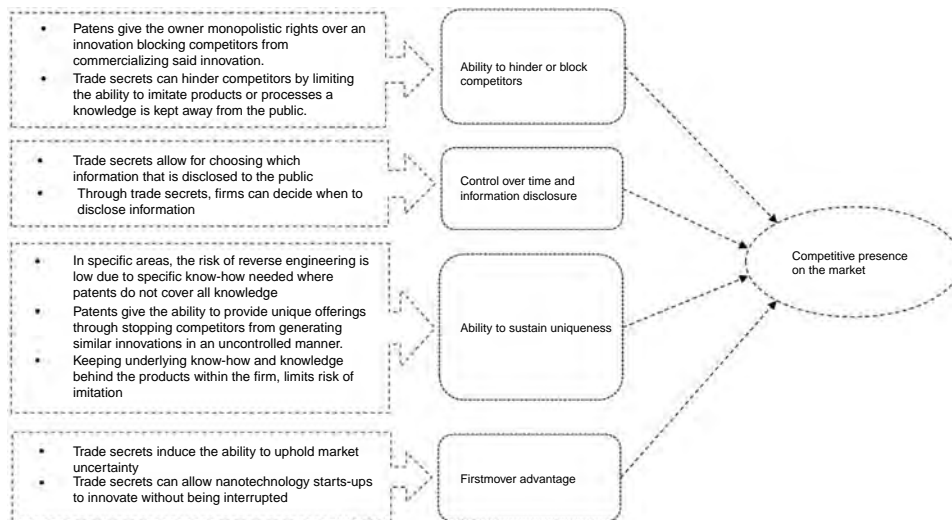 Patens give the owner monopolistic rights over an
innovation blocking competitors from
commercializing said innovation.
Trade secrets can hinder competitors by limiting
the ability to imitate products or processes a
knowledge is kept away from the public.
Ability to hinder or block
competitors
Trade secrets allow for choosing which
information that is disclosed to the public
Through trade secrets, firms can decide when to
disclose information
Control over time and
information disclosure
In specific areas, the risk of reverse engineering is
low due to specific know-how needed where
patents do not cover all knowledge
Patents give the ability to provide unique offerings
through stopping competitors from generating
similar innovations in an uncontrolled manner.
Keeping underlying know-how and knowledge
behind the products within the firm, limits risk of
imitation
Ability to sustain uniqueness
Trade secrets induce the ability to uphold market
uncertainty
Trade secrets can allow nanotechnology starts-ups
to innovate without being interrupted
Firstmover advantage
Competitive presence
on the market